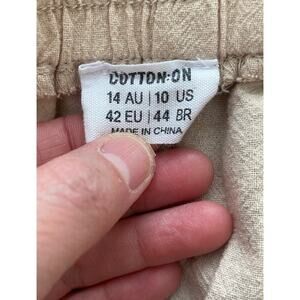 COTTON:ON
14 AU | 10 US
42 EU | 44 BR
MADE IN CHINA